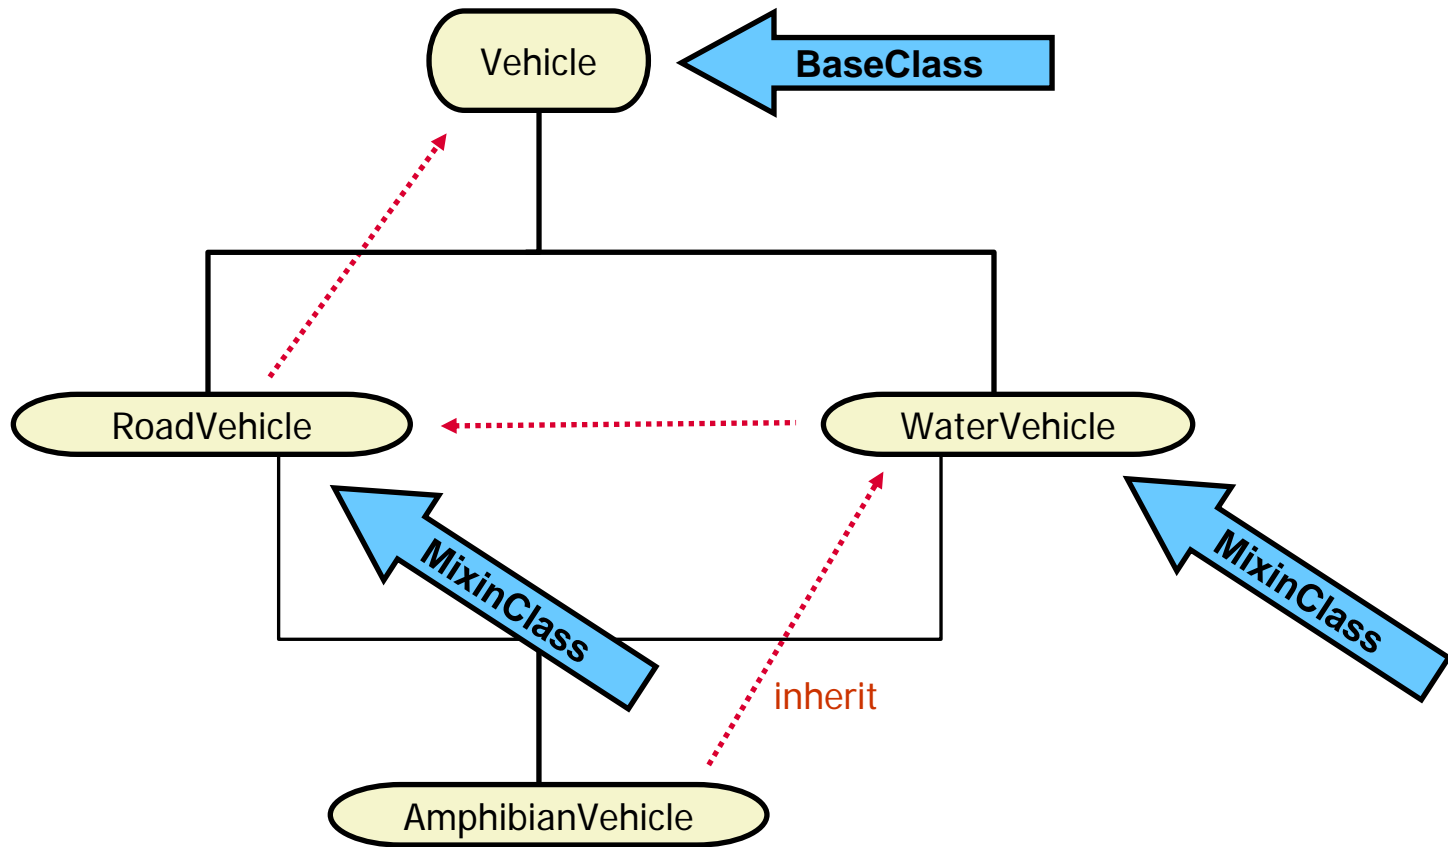 Vehicle
BaseClass
RoadVehicle
WaterVehicle
MixinClass
MixinClass
inherit
AmphibianVehicle